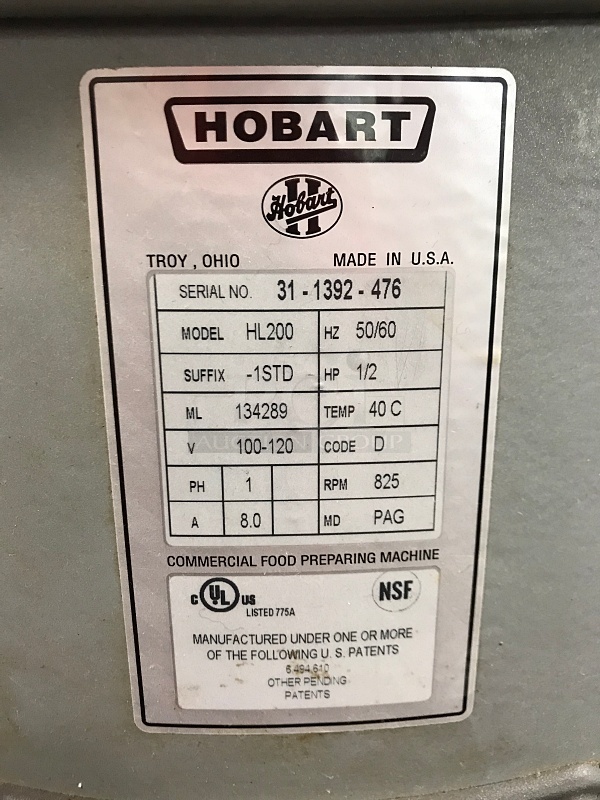 HOBART
Hobart
TROY, OHIO MADE IN U.S.A.
SERIAL NO. 31 - 1392 - 476
MODEL HL200 HZ 50/60
SUFFIX -1STD HP 1/2
ML 134289 TEMP 40 C
V 100-120 CODE D
PH 1 RPM 825
A 8.0 MD PAG
COMMERCIAL FOOD PREPARING MACHINE
C UL US NSF
LISTED 775A
MANUFACTURED UNDER ONE OR MORE
OF THE FOLLOWING U. S. PATENTS
6,494,610
OTHER PENDING
PATENTS